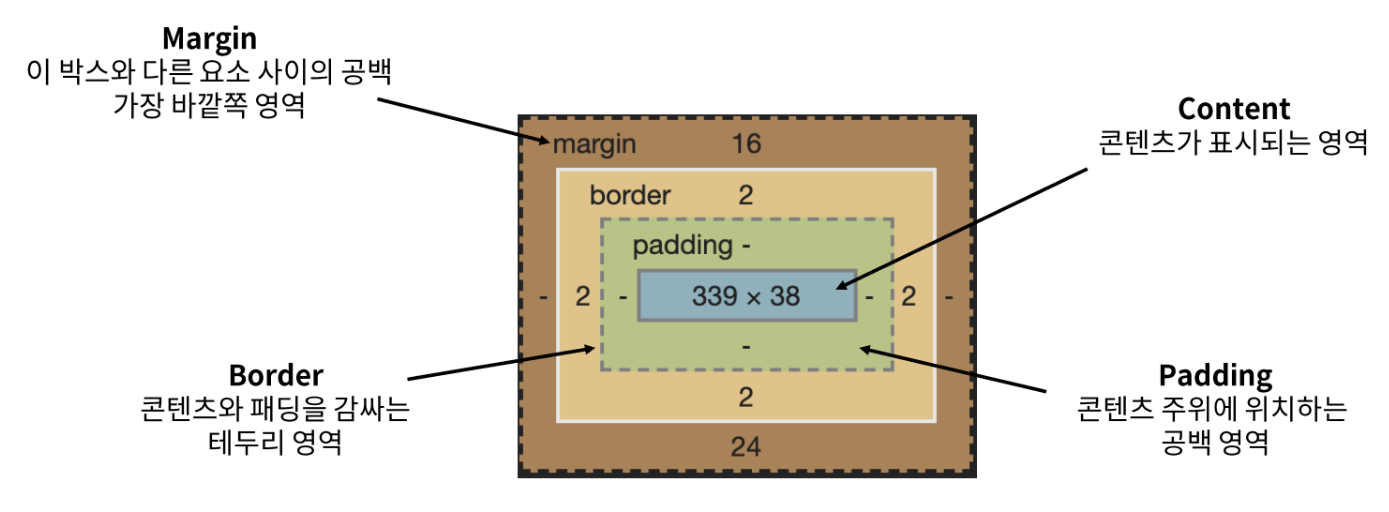 Margin
이 박스와 다른 요소 사이의 공백
가장 바깥쪽 영역
Content
콘텐츠가 표시되는 영역
margin 16
border 2
padding -
- 2 - 339 × 38 - 2 -
-
2
24
Border
콘텐츠와 패딩을 감싸는
테두리 영역
Padding
콘텐츠 주위에 위치하는
공백 영역